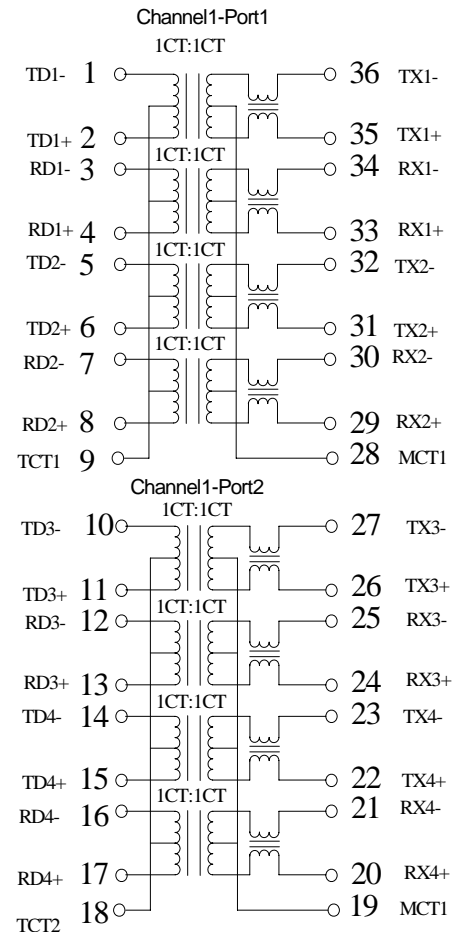 Channel1-Port1
1CT:1CT
TD1- 1 36 TX1-
TD1+ 2 35 TX1+
1CT:1CT
RD1- 3 34 RX1-
RD1+ 4 33 RX1+
1CT:1CT
TD2- 5 32 TX2-
TD2+ 6 31 TX2+
1CT:1CT
RD2- 7 30 RX2-
RD2+ 8 29 RX2+
TCT1 9 28 MCT1
Channel1-Port2
1CT:1CT
TD3- 10 27 TX3-
TD3+ 11 26 TX3+
1CT:1CT
RD3- 12 25 RX3-
RD3+ 13 24 RX3+
1CT:1CT
TD4- 14 23 TX4-
TD4+ 15 22 TX4+
1CT:1CT
RD4- 16 21 RX4-
RD4+ 17 20 RX4+
TCT2 18 19 MCT1